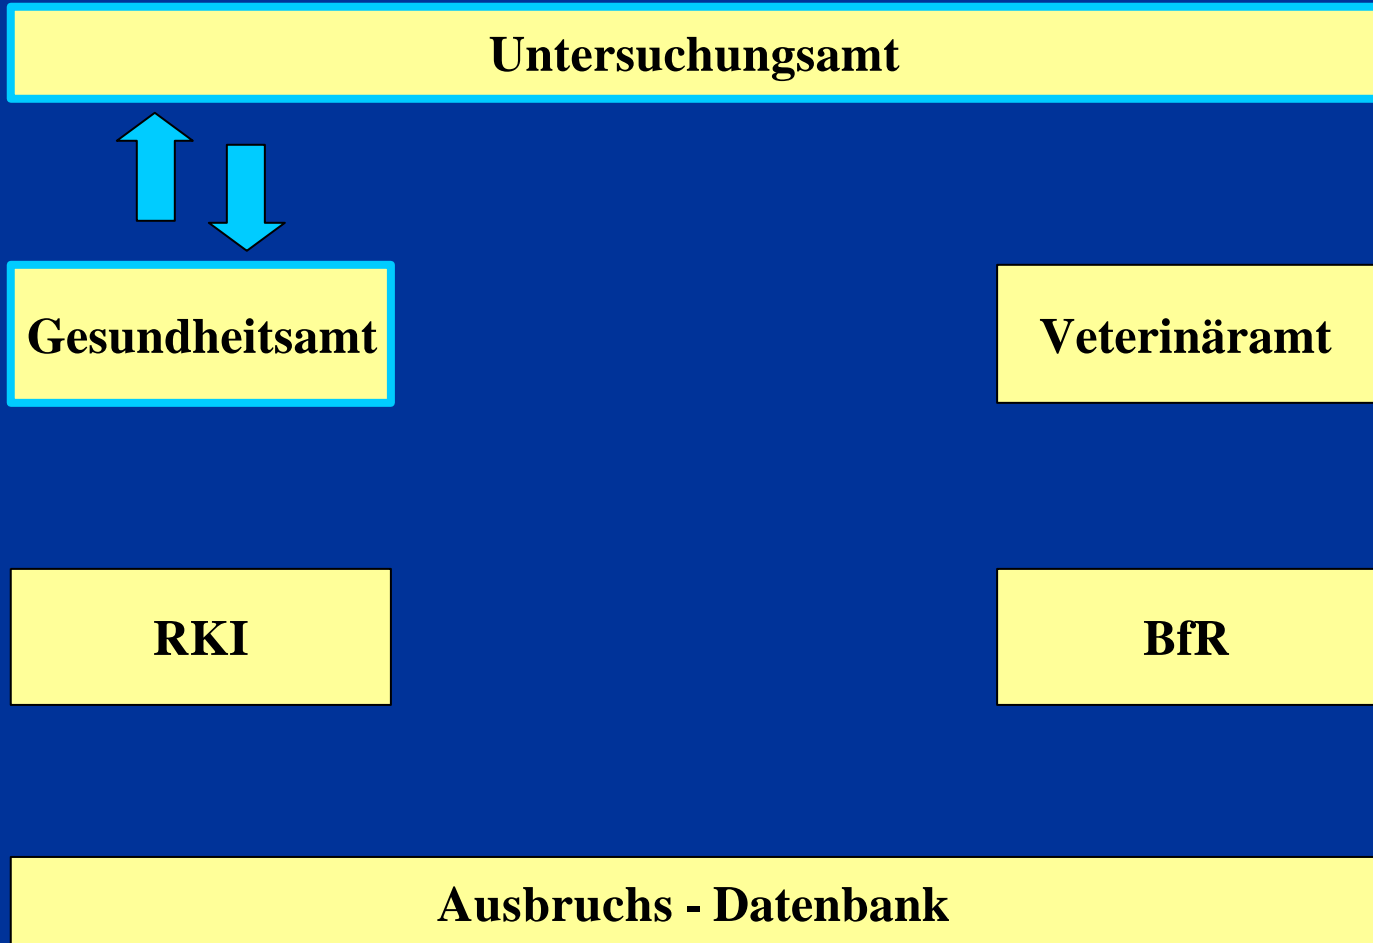 Untersuchungsamt
Gesundheitsamt
Veterinäramt
RKI
BfR
Ausbruchs - Datenbank